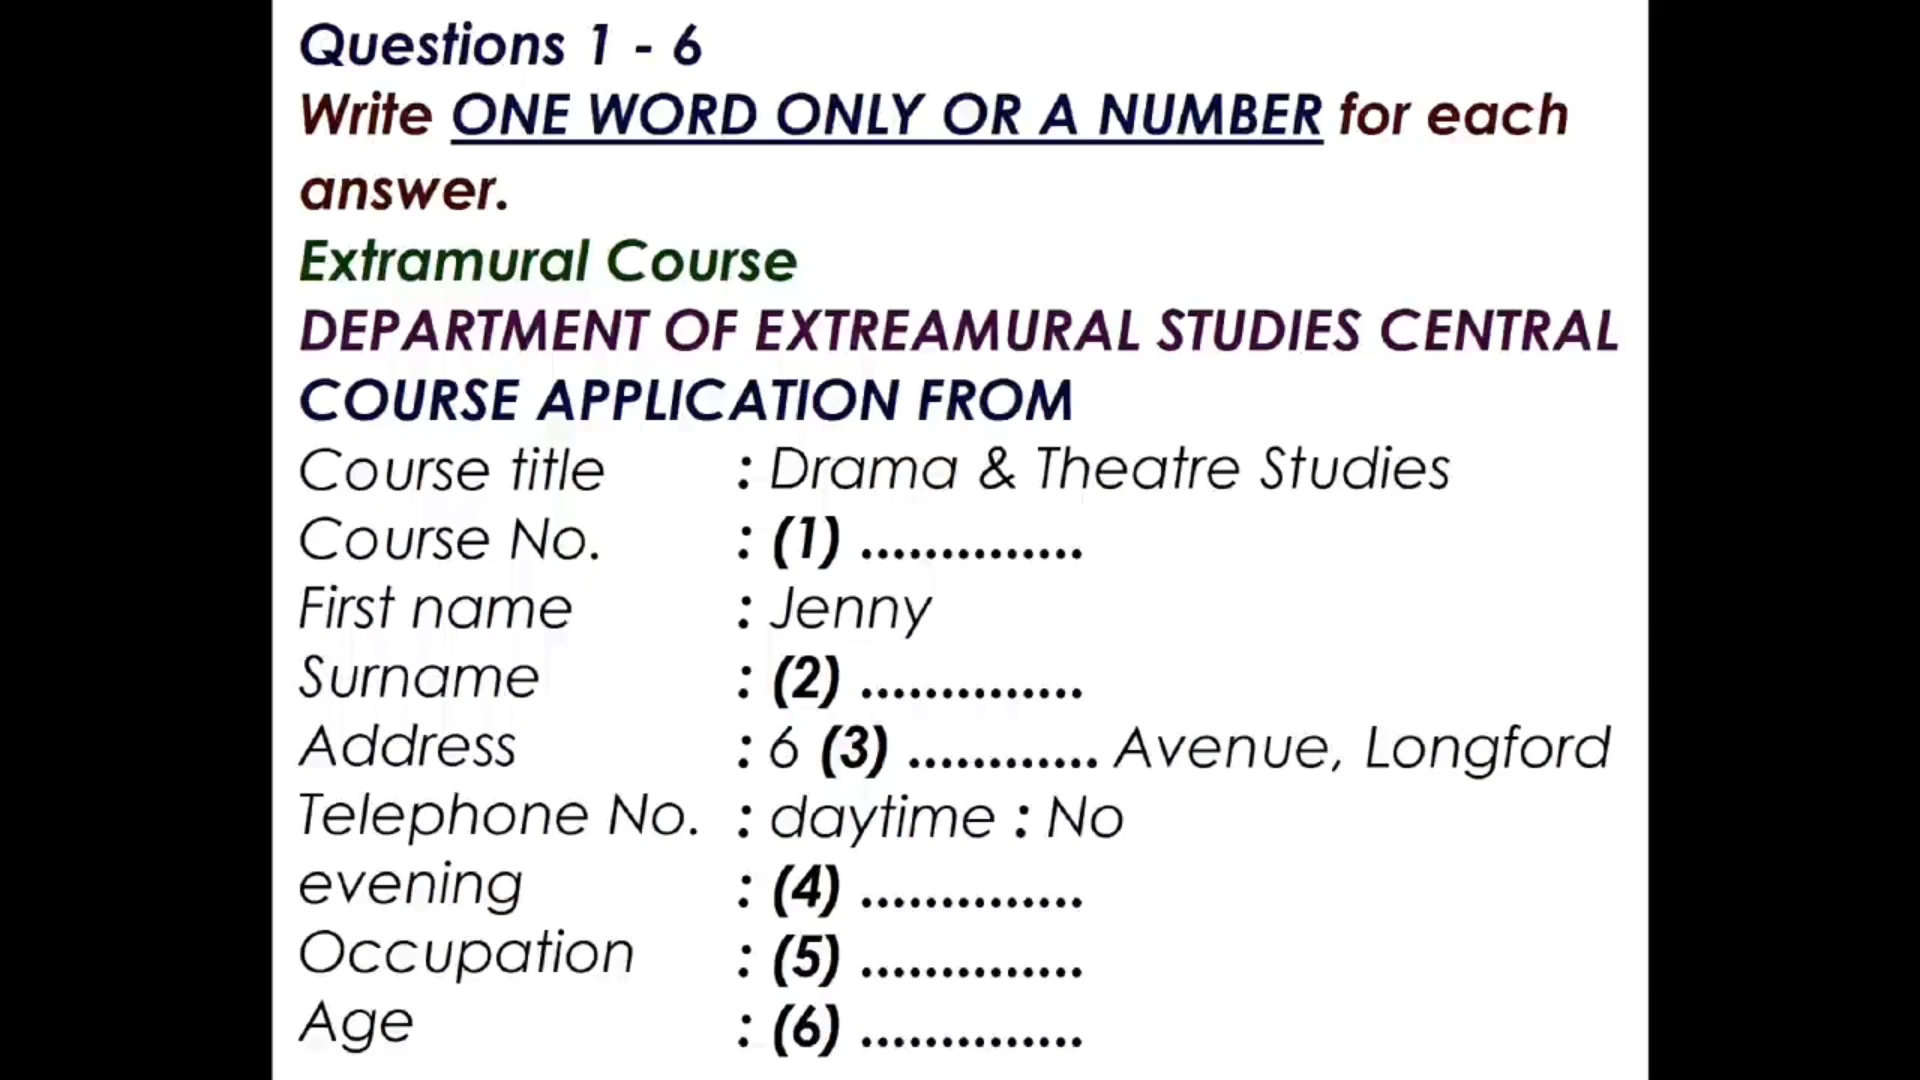 Questions 1 - 6
Write ONE WORD ONLY OR A NUMBER for each
answer.
Extramural Course
DEPARTMENT OF EXTREAMURAL STUDIES CENTRAL
COURSE APPLICATION FROM
Course title : Drama & Theatre Studies
Course No. : (1) ..............
First name : Jenny
Surname : (2) ..............
Address : 6 (3) ............ Avenue, Longford
Telephone No. : daytime : No
evening : (4) ..............
Occupation : (5) ..............
Age : (6) ..............